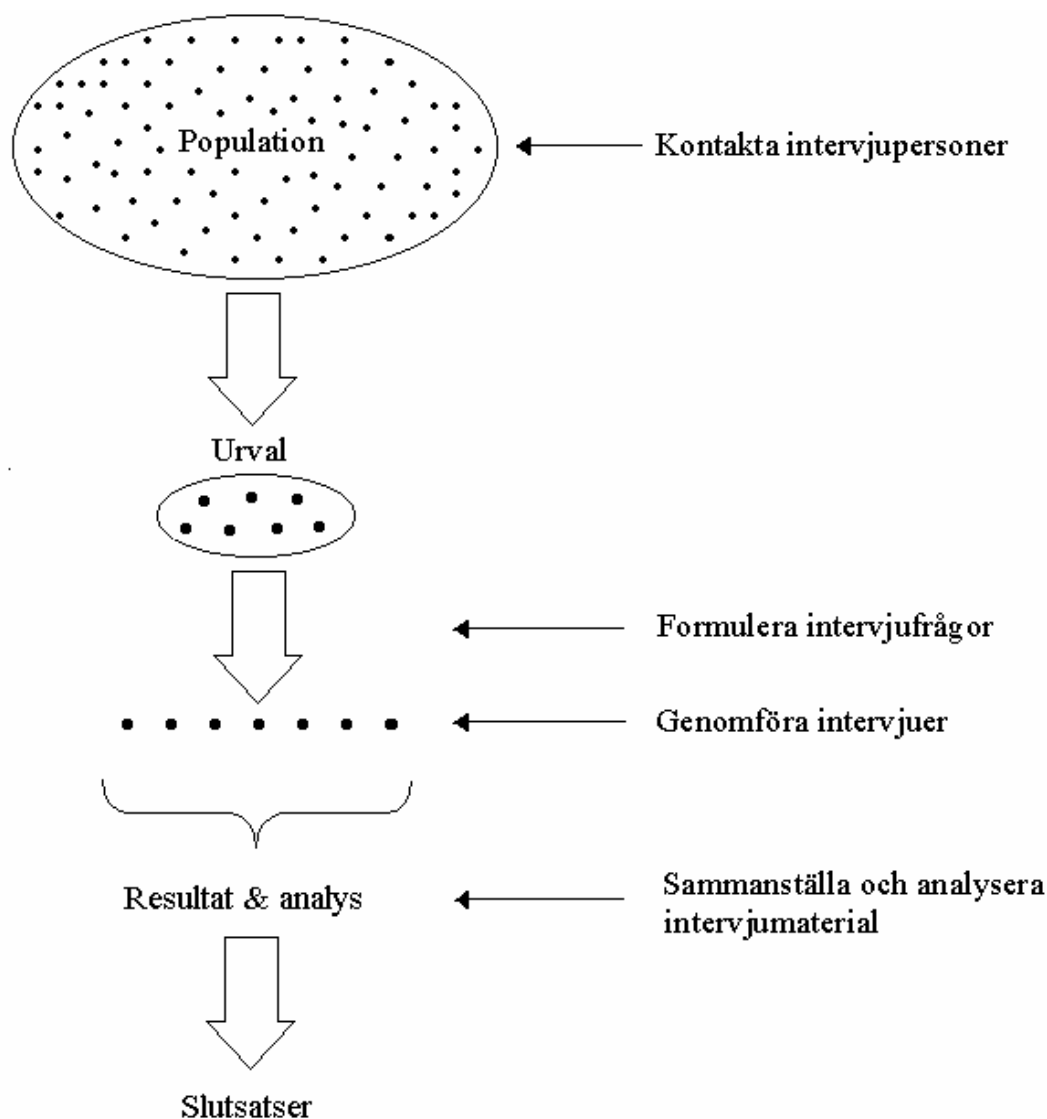 Population
Kontakta intervjupersoner
Urval
Formulera intervjufrågor
Genomföra intervjuer
Resultat & analys
Sammanställa och analysera
intervjumaterial
Slutsatser